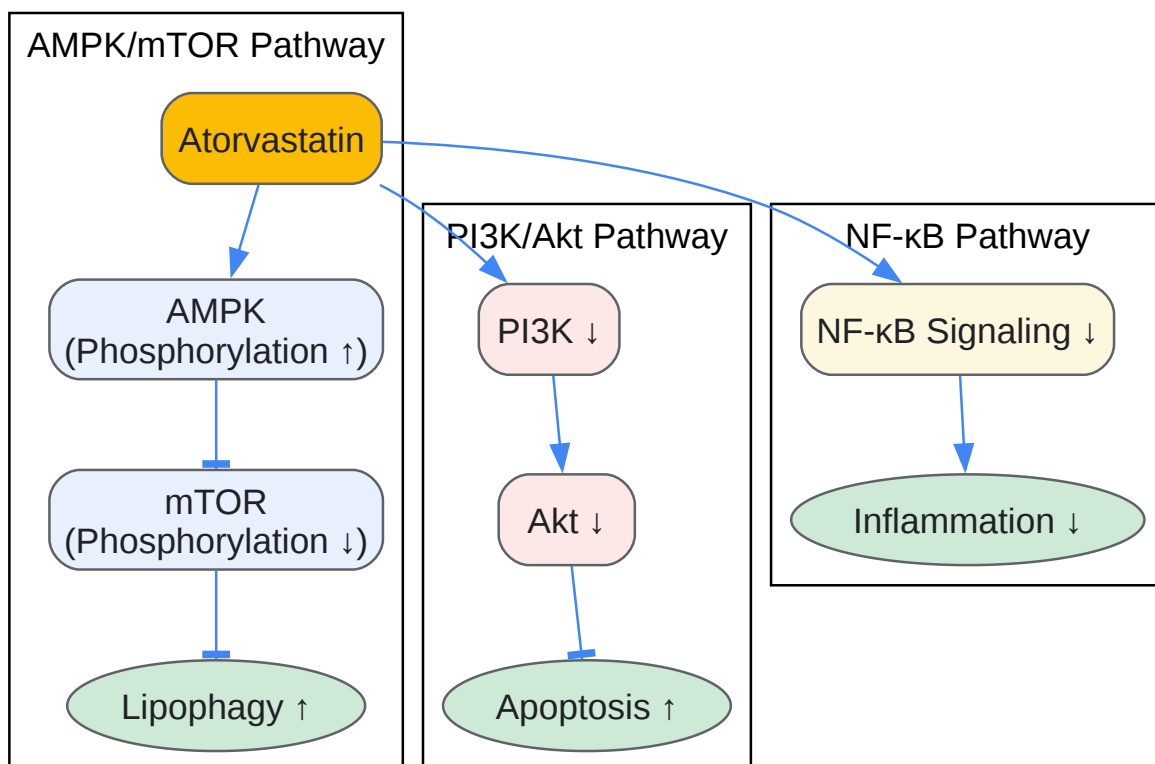 AMPK/mTOR Pathway
Atorvastatin
AMPK
(Phosphorylation ↑)
mTOR
(Phosphorylation ↓)
Lipophagy ↑
PI3K/Akt Pathway
PI3K ↓
Akt ↓
Apoptosis ↑
NF-κB Pathway
NF-κB Signaling ↓
Inflammation ↓